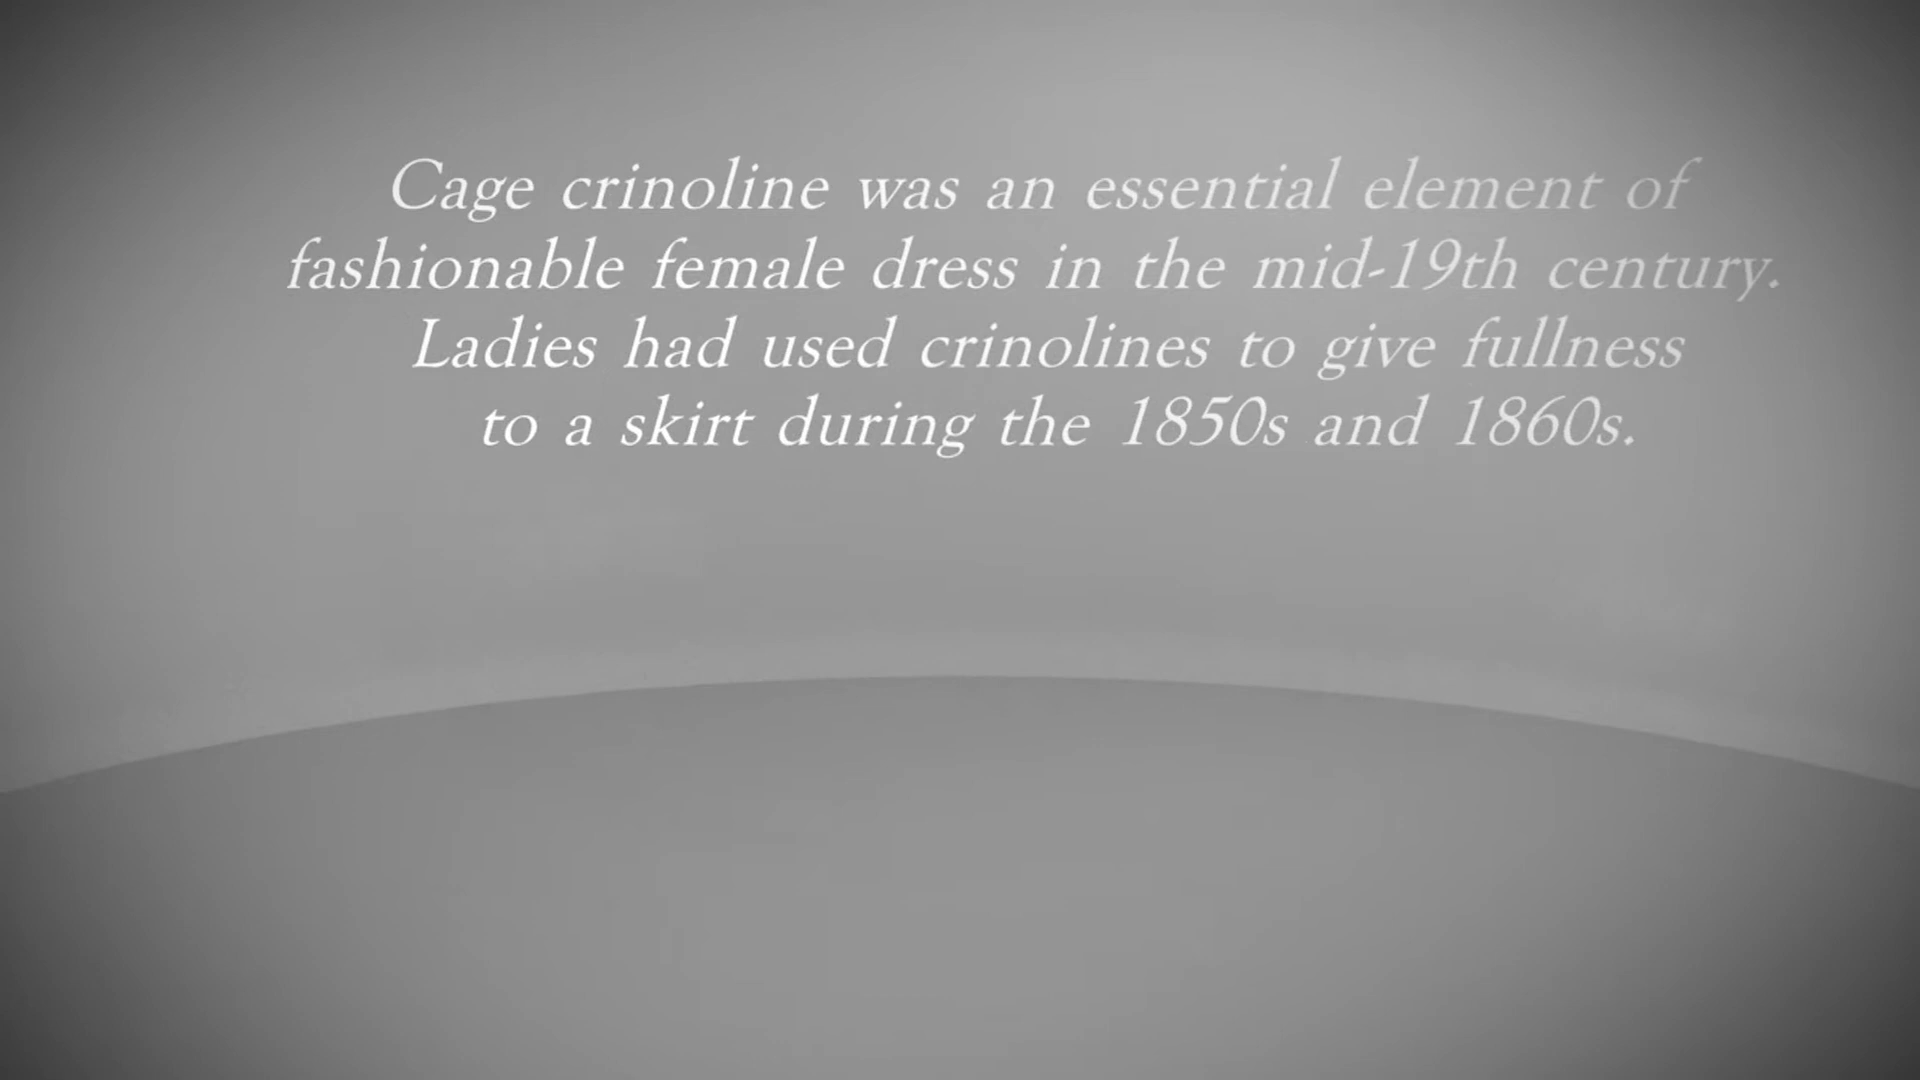 Cage crinoline was an essential element of
fashionable female dress in the mid-19th century.
Ladies had used crinolines to give fullness
to a skirt during the 1850s and 1860s.